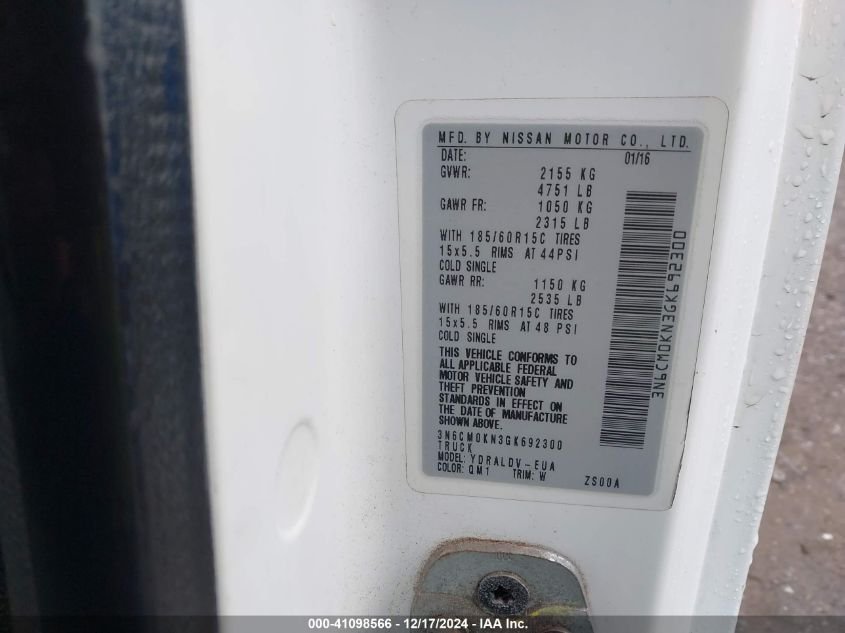 MFD. BY NISSAN MOTOR CO., LTD.
DATE: 01/16
GVWR: 2155 KG
4751 LB
GAWR FR: 1050 KG
2315 LB
WITH 185/60R15C TIRES
15x5.5 RIMS AT 44PSI
COLD SINGLE
GAWR RR: 1150 KG
2535 LB
WITH 185/60R15C TIRES
15x5.5 RIMS AT 48 PSI
COLD SINGLE
THIS VEHICLE CONFORMS TO
ALL APPLICABLE FEDERAL
MOTOR VEHICLE SAFETY AND
THEFT PREVENTION
STANDARDS IN EFFECT ON
THE DATE OF MANUFACTURE
SHOWN ABOVE.
3N6CM0KN3GK692300
TRUCK
MODEL: YDRALDV-EUA
COLOR: QM1 TRIM: W ZS00A
3N6CM0KN3GK692300
000-41098566 - 12/17/2024 - IAA Inc.